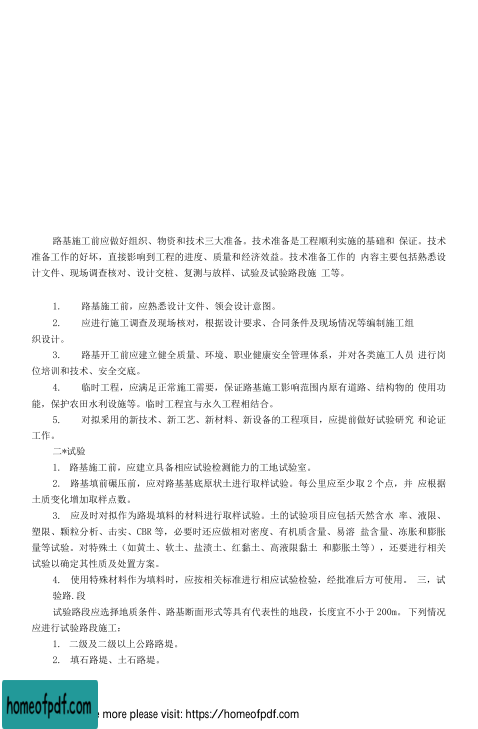 路基施工前应做好组织、物资和技术三大准备。技术准备是工程顺利实施的基础和 保证。技术
准备工作的好坏，直接影响到工程的进度、质量和经济效益。技术准备工作的 内容主要包括熟悉设
计文件、现场调查核对、设计交桩、复测与放样、试验及试验路段施 工等。
1. 路基施工前，应熟悉设计文件、领会设计意图。
2. 应进行施工调查及现场核对，根据设计要求、合同条件及现场情况等编制施工组
织设计。
3. 路基开工前应建立健全质量、环境、职业健康安全管理体系，并对各类施工人员 进行岗
位培训和技术、安全交底。
4. 临时工程，应满足正常施工需要，保证路基施工影响范围内原有道路、结构物的 使用功
能，保护农田水利设施等。临时工程宜与永久工程相结合。
5. 对拟采用的新技术、新工艺、新材料、新设备的工程项目，应提前做好试验研究 和论证
工作。
二*试验
1. 路基施工前，应建立具备相应试验检测能力的工地试验室。
2. 路基填前碾压前，应对路基基底原状土进行取样试验。每公里应至少取 2 个点，并 应根据
土质变化增加取样点数。
3. 应及时对拟作为路堤填料的材料进行取样试验。土的试验项目应包括天然含水 率、液限、
塑限、颗粒分析、击实、CBR 等，必要时还应做相对密度、有机质含量、易溶 盐含量、冻胀和膨胀
量等试验。对特殊土（如黄土、软土、盐渍土、红黏土、高液限黏土 和膨胀土等），还要进行相关
试验以确定其性质及处置方案。
4. 使用特殊材料作为填料时，应按相关标准进行相应试验检验，经批准后方可使用。 三，试
验路.段
试验路段应选择地质条件、路基断面形式等具有代表性的地段，长度宜不小于 200m。下列情况
应进行试验路段施工：
1. 二级及二级以上公路路堤。
2. 填石路堤、土石路堤。
homeofpdf.com
more please visit: https://homeofpdf.com